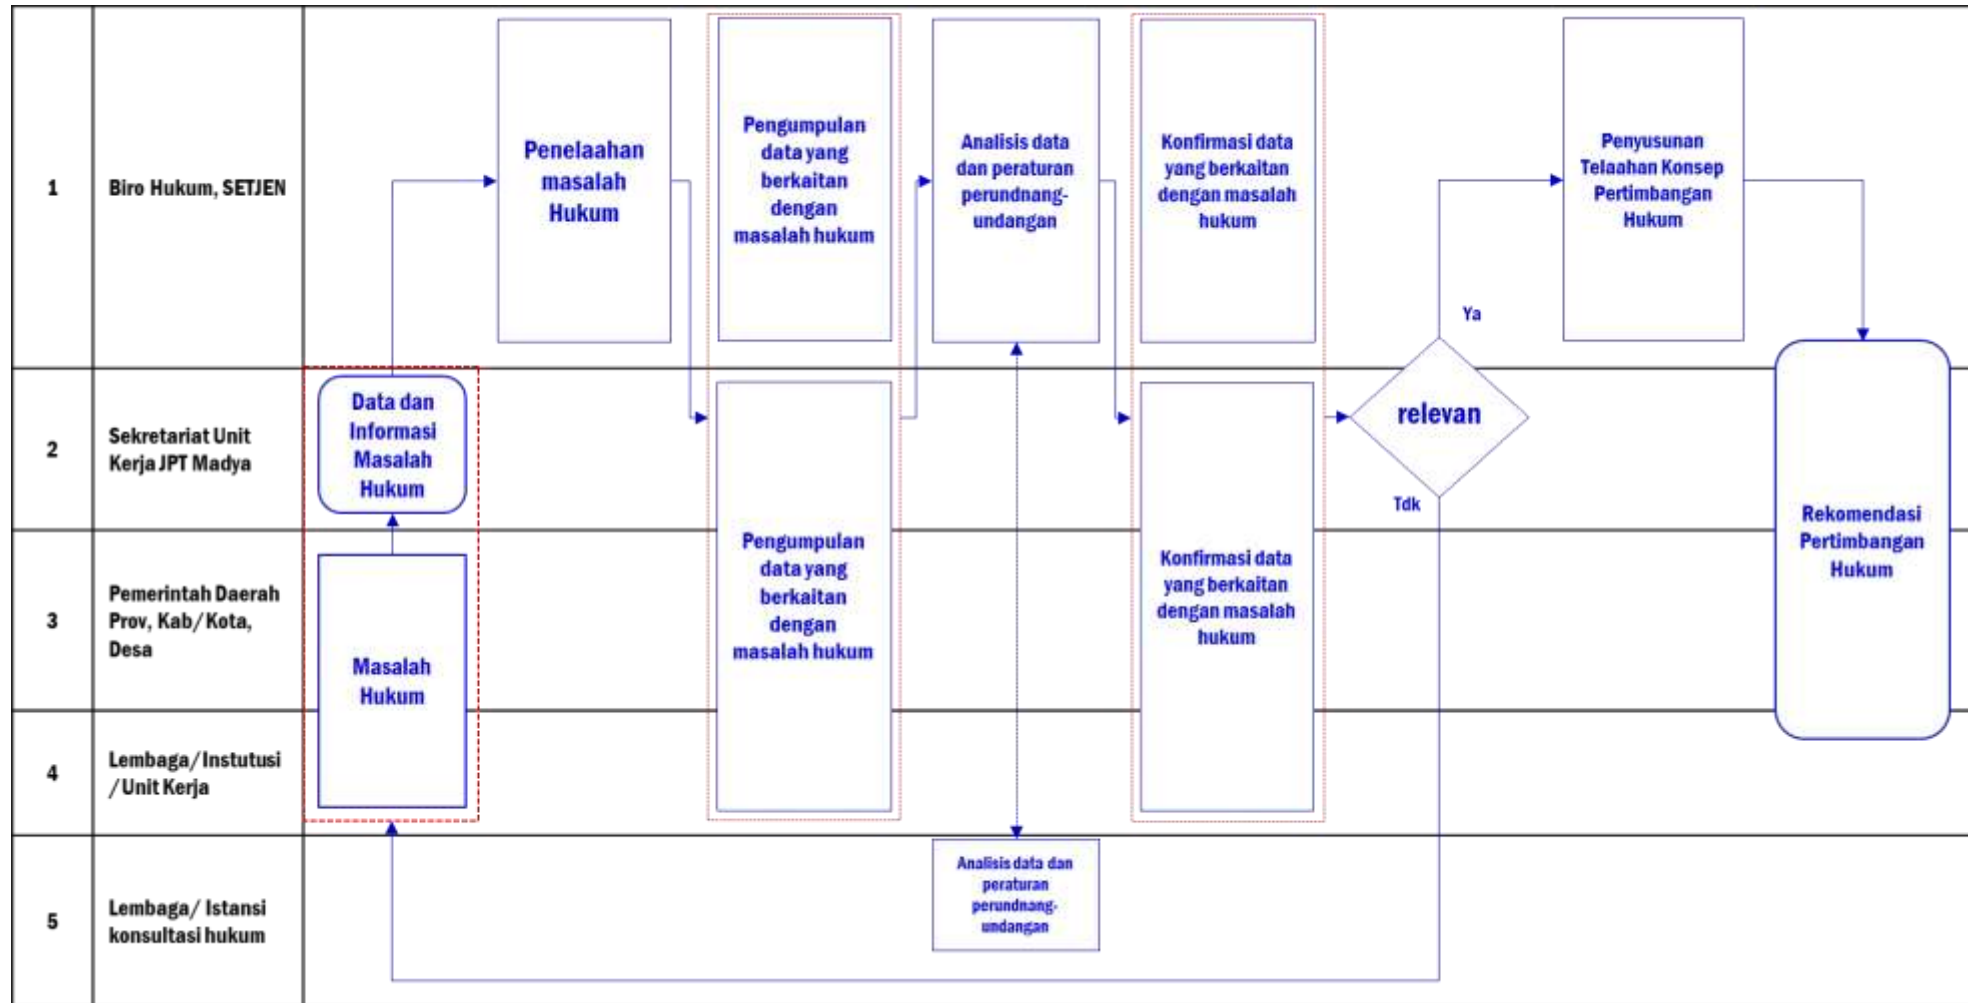 1
Biro Hukum, SETJEN
Penelaahan
masalah
Hukum
Pengumpulan
data yang
berkaitan
dengan
masalah hukum
Analisis data
dan peraturan
perundnang-
undangan
Konfirmasi data
yang berkaitan
dengan masalah
hukum
Penyusunan
Telaahan Konsep
Pertimbangan
Hukum
Ya
2
Sekretariat Unit
Kerja JPT Madya
Data dan
Informasi
Masalah
Hukum
relevan
Tdk
3
Pemerintah Daerah
Prov, Kab/Kota,
Desa
Masalah
Hukum
Pengumpulan
data yang
berkaitan
dengan
masalah hukum
Konfirmasi data
yang berkaitan
dengan masalah
hukum
Rekomendasi
Pertimbangan
Hukum
4
Lembaga/Instutusi
/Unit Kerja
5
Lembaga/ Istansi
konsultasi hukum
Analisis data dan
peraturan
perundnang-
undangan